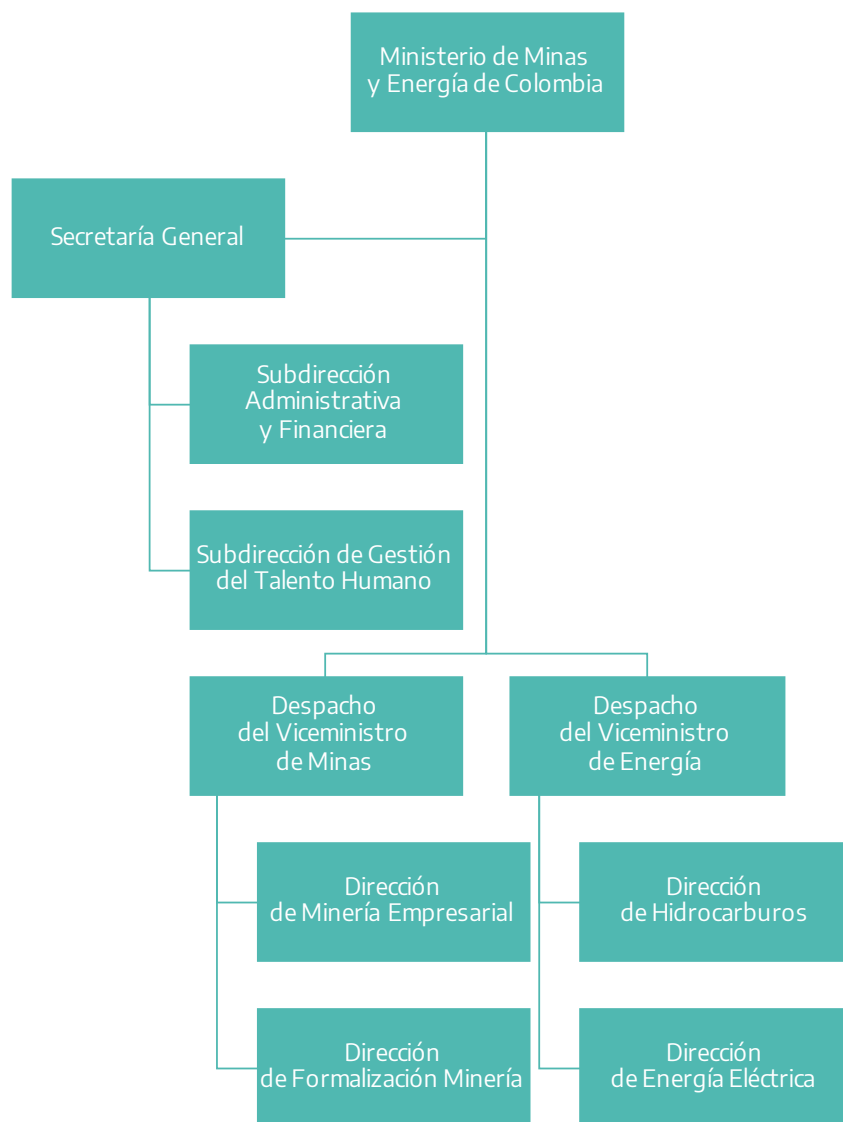 Ministerio de Minas
y Energía de Colombia
Secretaría General
Subdirección
Administrativa
y Financiera
Subdirección de Gestión
del Talento Humano
Despacho
del Viceministro
de Minas
Despacho
del Viceministro
de Energía
Dirección
de Minería Empresarial
Dirección
de Hidrocarburos
Dirección
de Formalización Minería
Dirección
de Energía Eléctrica